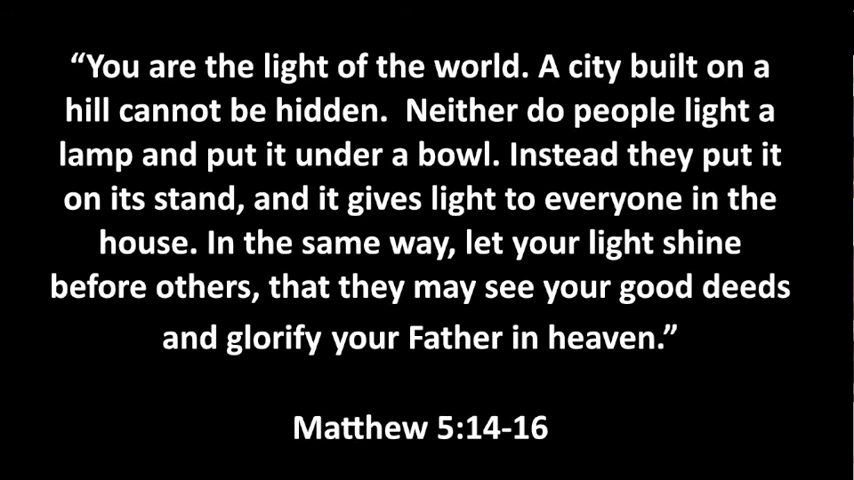 “You are the light of the world. A city built on a
hill cannot be hidden.  Neither do people light a
lamp and put it under a bowl. Instead they put it
on its stand, and it gives light to everyone in the
house. In the same way, let your light shine
before others, that they may see your good deeds
and glorify your Father in heaven.”
Matthew 5:14-16